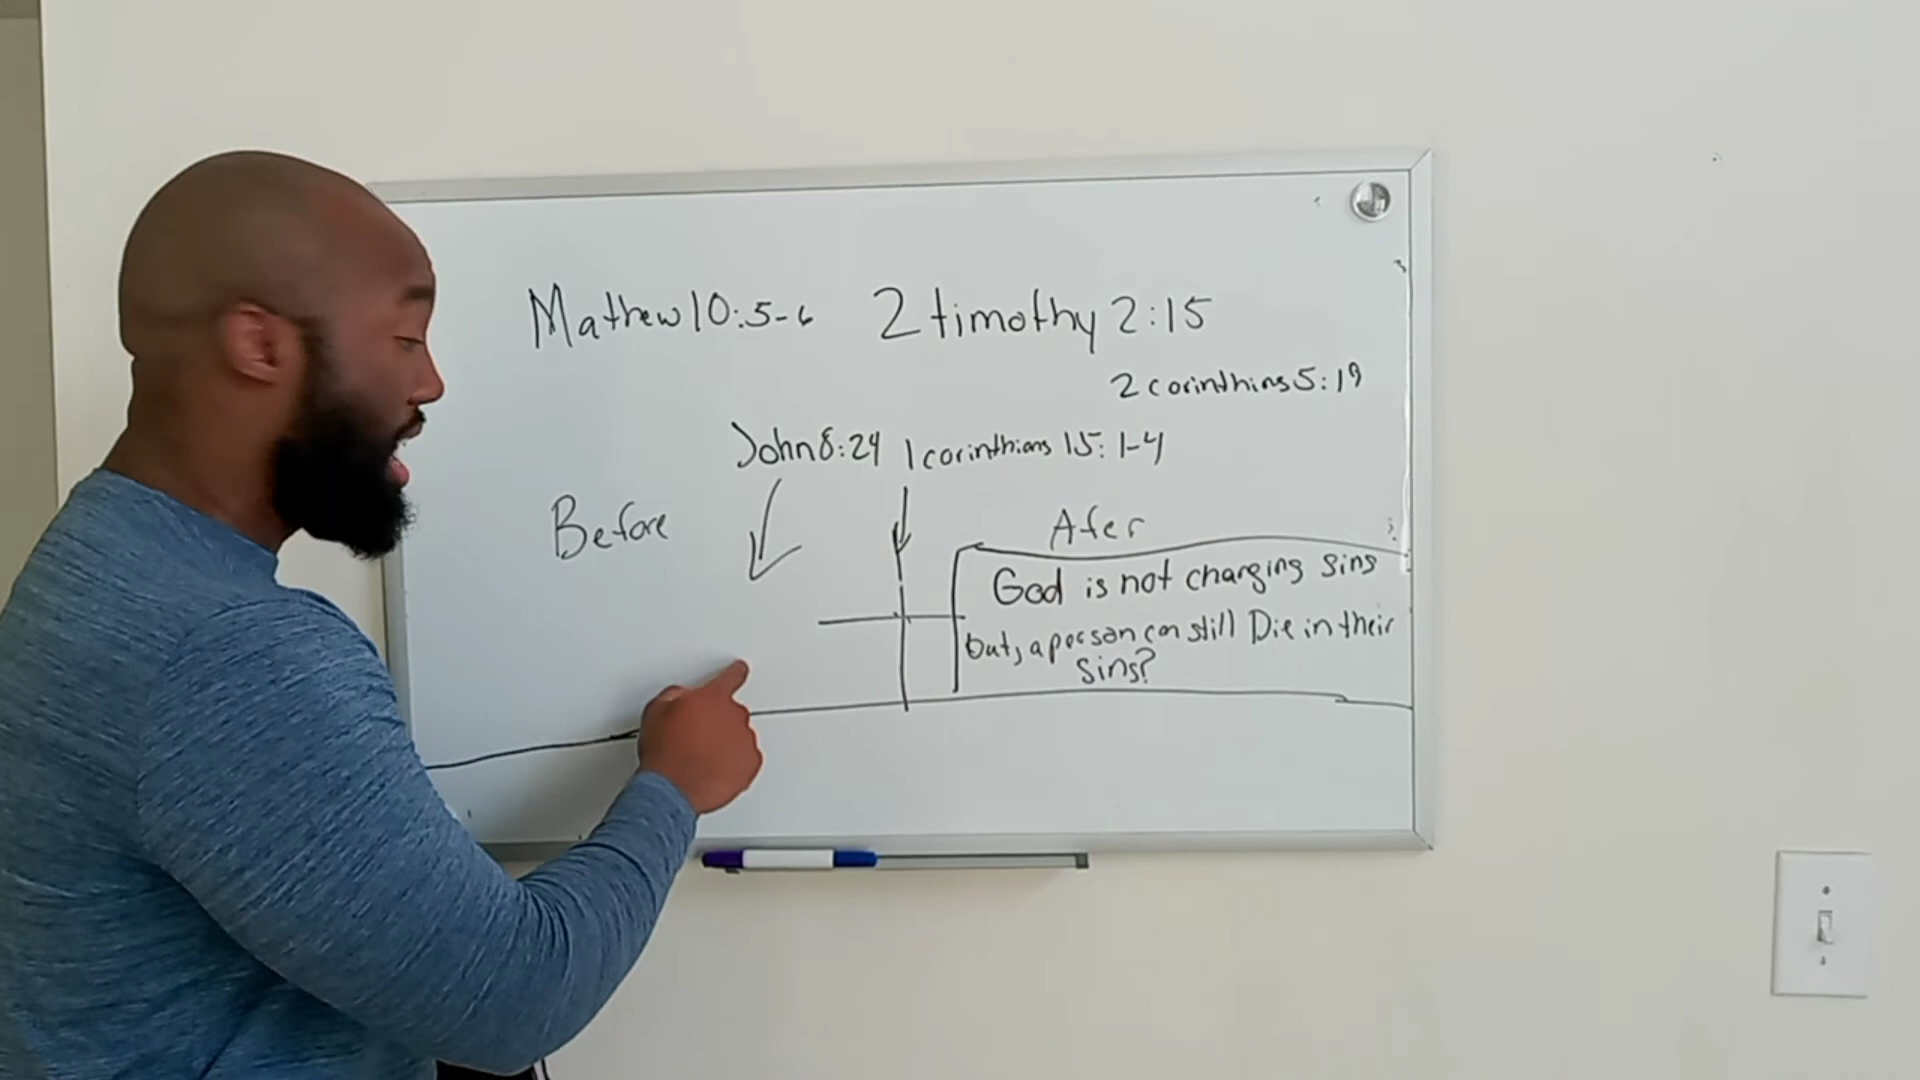 Mathew 10:5-6 2 timothy 2:15
2 corinthins 5:19
John 8:24 1 corinthians 15:1-4
Before
Afer
God is not charging sins
but, a person can still Die in their
sins?